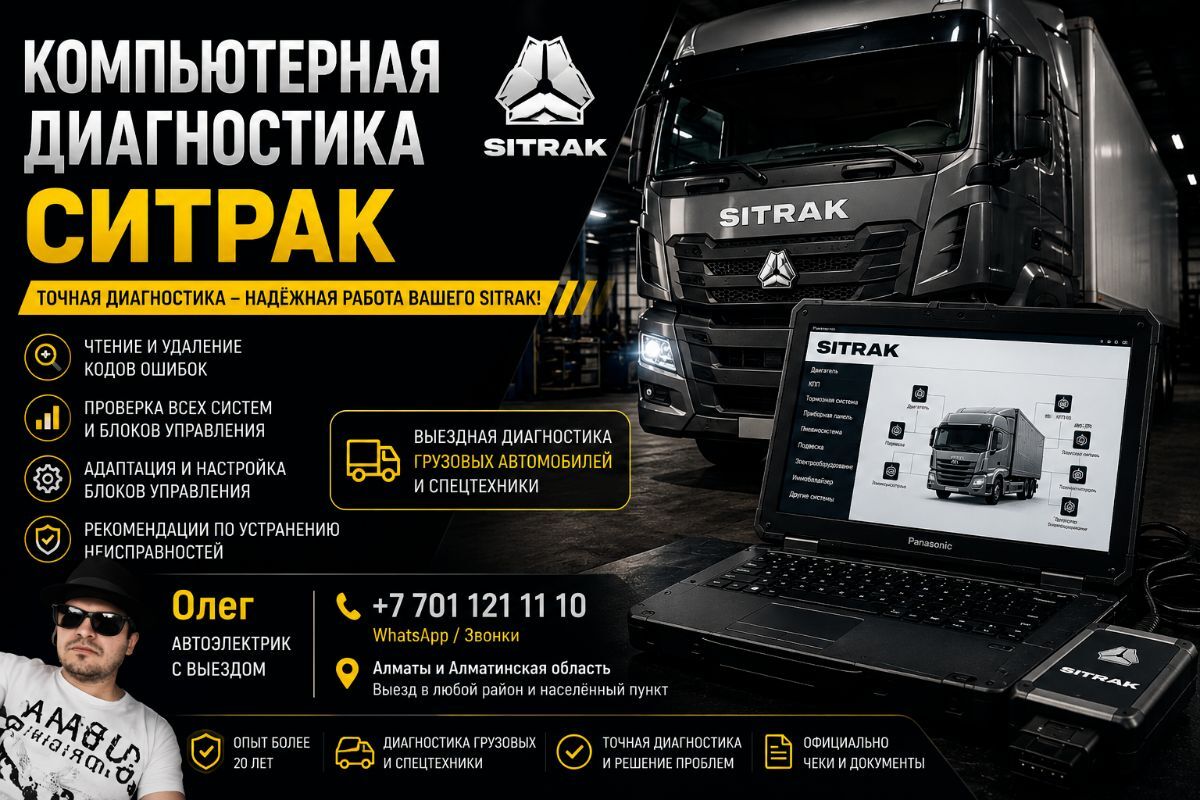 КОМПЬЮТЕРНАЯ
ДИАГНОСТИКА
СИТРАК
SITRAK
ТОЧНАЯ ДИАГНОСТИКА – НАДЁЖНАЯ РАБОТА ВАШЕГО SITRAK!
ЧТЕНИЕ И УДАЛЕНИЕ
КОДОВ ОШИБОК
ПРОВЕРКА ВСЕХ СИСТЕМ
И БЛОКОВ УПРАВЛЕНИЯ
АДАПТАЦИЯ И НАСТРОЙКА
БЛОКОВ УПРАВЛЕНИЯ
РЕКОМЕНДАЦИИ ПО УСТРАНЕНИЮ
НЕИСПРАВНОСТЕЙ
ВЫЕЗДНАЯ ДИАГНОСТИКА
ГРУЗОВЫХ АВТОМОБИЛЕЙ
И СПЕЦТЕХНИКИ
SITRAK
SITRAK
Двигатель
КПП
Тормозная система
Приборная панель
Пневмосистема
Подвеска
Электрооборудование
Иммобилайзер
Другие системы
Двигатель
Panasonic
SITRAK
Олег
АВТОЭЛЕКТРИК
С ВЫЕЗДОМ
+7 701 121 11 10
WhatsApp / Звонки
Алматы и Алматинская область
Выезд в любой район и населённый пункт
ОПЫТ БОЛЕЕ
20 ЛЕТ
ДИАГНОСТИКА ГРУЗОВЫХ
И СПЕЦТЕХНИКИ
ТОЧНАЯ ДИАГНОСТИКА
И РЕШЕНИЕ ПРОБЛЕМ
ОФИЦИАЛЬНО
ЧЕКИ И ДОКУМЕНТЫ